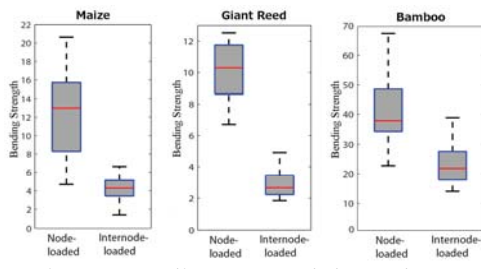 Maize
Bending Strength
22
20
18
16
14
12
10
8
6
4
2
0
Node-
loaded
Internode-
loaded
Giant Reed
Bending Strength
12
10
8
6
4
2
0
Node-
loaded
Internode-
loaded
Bamboo
Bending Strength
70
60
50
40
30
20
10
0
Node-
loaded
Internode-
loaded